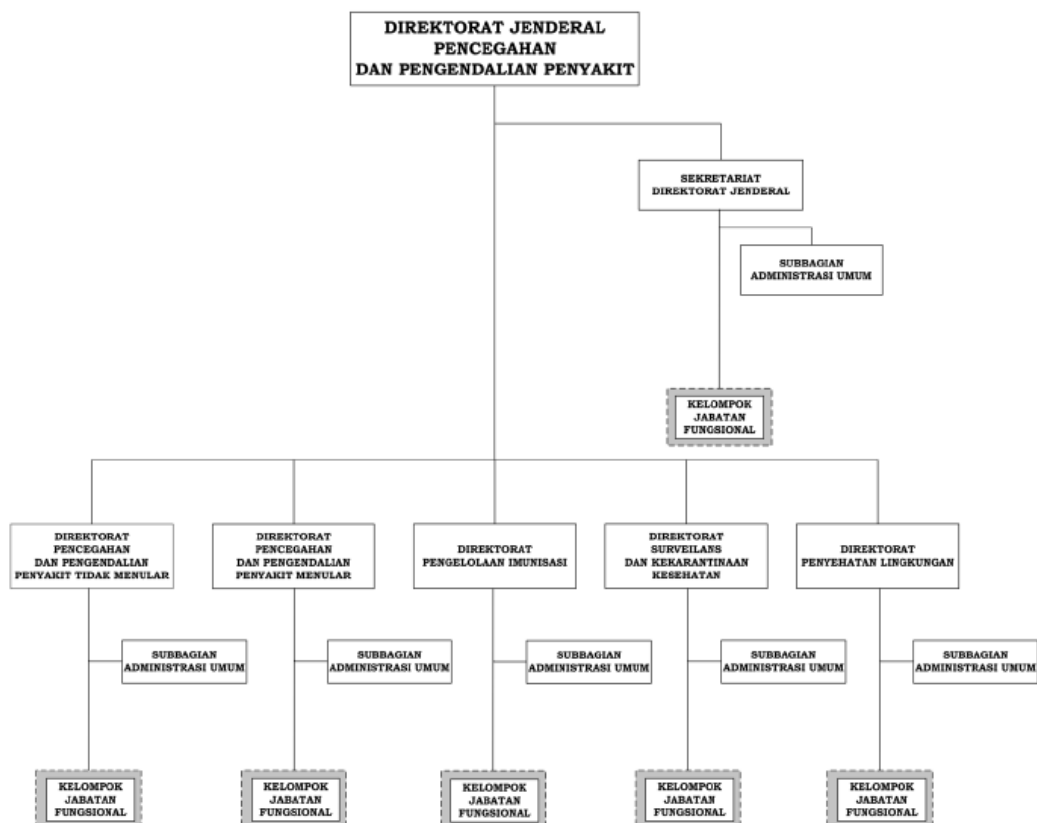 DIREKTORAT JENDERAL
PENCEGAHAN
DAN PENGENDALIAN PENYAKIT
SEKRETARIAT
DIREKTORAT JENDERAL
SUBBAGIAN
ADMINISTRASI UMUM
KELOMPOK
JABATAN
FUNGSIONAL
DIREKTORAT
PENCEGAHAN
DAN PENGENDALIAN
PENYAKIT TIDAK MENULAR
DIREKTORAT
PENCEGAHAN
DAN PENGENDALIAN
PENYAKIT MENULAR
DIREKTORAT
PENGELOLAAN IMUNISASI
DIREKTORAT
SURVEILANS
DAN KEKARANTINAAN
KESEHATAN
DIREKTORAT
PENYEHATAN LINGKUNGAN
SUBBAGIAN
ADMINISTRASI UMUM
SUBBAGIAN
ADMINISTRASI UMUM
SUBBAGIAN
ADMINISTRASI UMUM
SUBBAGIAN
ADMINISTRASI UMUM
SUBBAGIAN
ADMINISTRASI UMUM
KELOMPOK
JABATAN
FUNGSIONAL
KELOMPOK
JABATAN
FUNGSIONAL
KELOMPOK
JABATAN
FUNGSIONAL
KELOMPOK
JABATAN
FUNGSIONAL
KELOMPOK
JABATAN
FUNGSIONAL